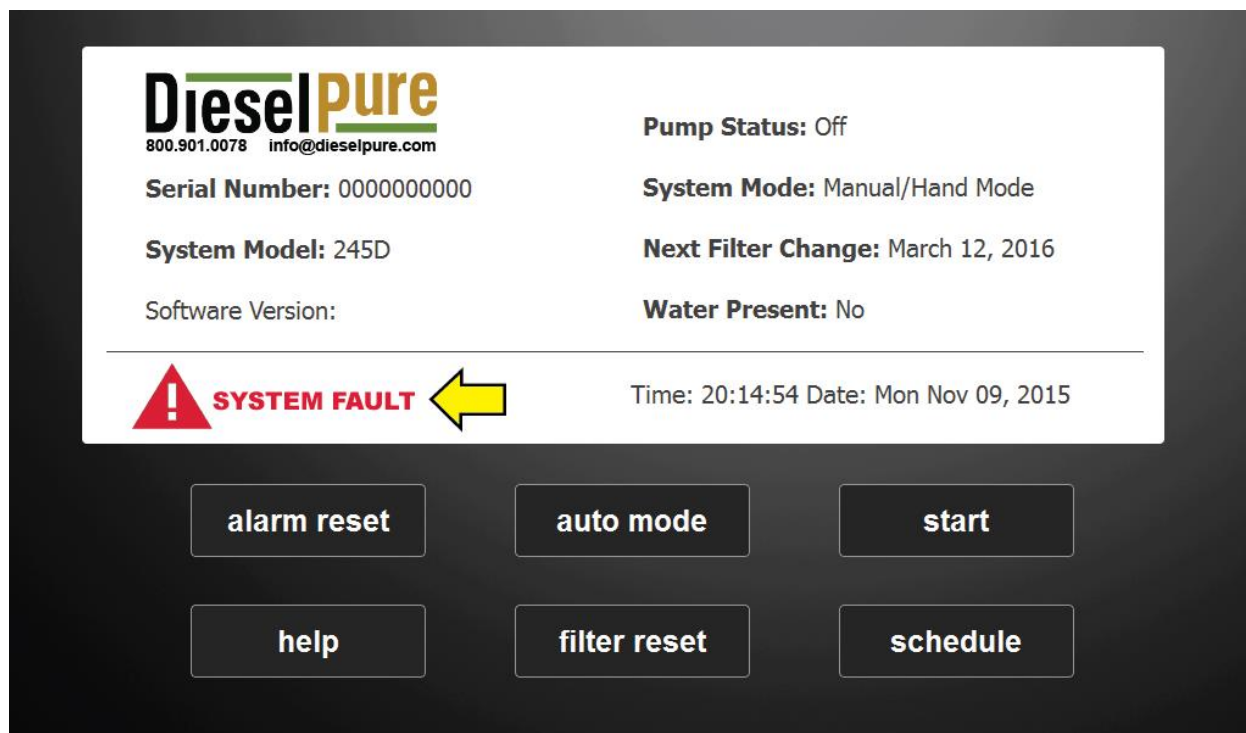 DieselPure
800.901.0078 info@dieselpure.com
Serial Number: 0000000000
System Model: 245D
Software Version:
Pump Status: Off
System Mode: Manual/Hand Mode
Next Filter Change: March 12, 2016
Water Present: No
SYSTEM FAULT
Time: 20:14:54 Date: Mon Nov 09, 2015
alarm reset
auto mode
start
help
filter reset
schedule